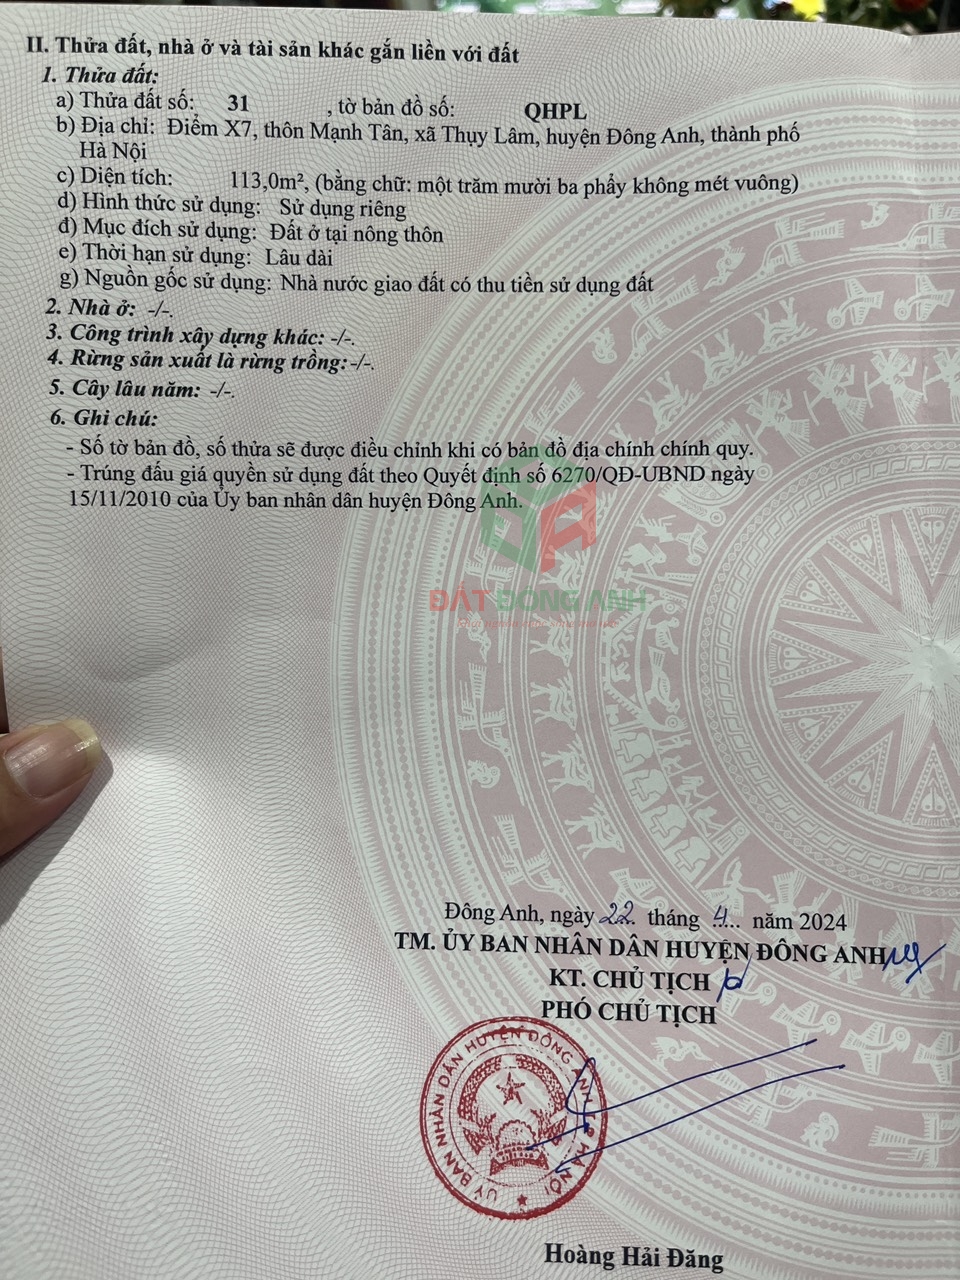 II. Thửa đất, nhà ở và tài sản khác gắn liền với đất
1. Thửa đất:
a) Thửa đất số: 31 , tờ bản đồ số: QHPL
b) Địa chỉ: Điểm X7, thôn Mạnh Tân, xã Thụy Lâm, huyện Đông Anh, thành phố
Hà Nội
c) Diện tích: 113,0m², (bằng chữ: một trăm mười ba phẩy không mét vuông)
d) Hình thức sử dụng: Sử dụng riêng
đ) Mục đích sử dụng: Đất ở tại nông thôn
e) Thời hạn sử dụng: Lâu dài
g) Nguồn gốc sử dụng: Nhà nước giao đất có thu tiền sử dụng đất
2. Nhà ở: -/-.
3. Công trình xây dựng khác: -/-.
4. Rừng sản xuất là rừng trồng: -/-.
5. Cây lâu năm: -/-.
6. Ghi chú:
- Số tờ bản đồ, số thửa sẽ được điều chỉnh khi có bản đồ địa chính chính quy.
- Trúng đấu giá quyền sử dụng đất theo Quyết định số 6270/QĐ-UBND ngày
15/11/2010 của Ủy ban nhân dân huyện Đông Anh.
ĐẤT ĐÔNG ANH
Đông Anh, ngày 22 tháng 4 năm 2024
TM. ỦY BAN NHÂN DÂN HUYỆN ĐÔNG ANH
KT. CHỦ TỊCH
PHÓ CHỦ TỊCH
ỦY BAN NHÂN DÂN HUYỆN ĐÔNG ANH T.P HÀ NỘI
Hoàng Hải Đăng